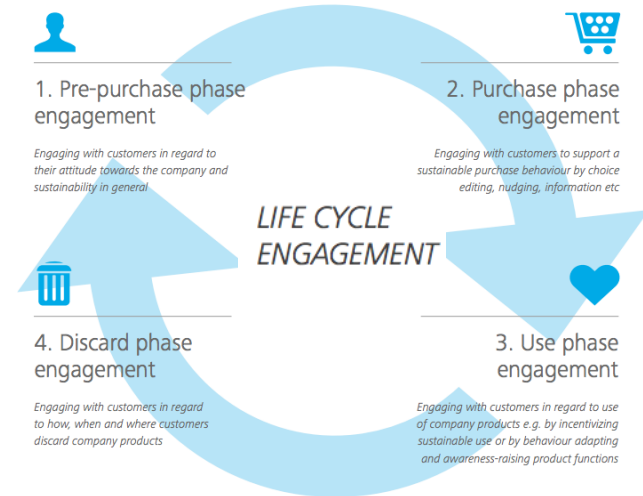 1. Pre-purchase phase
engagement
Engaging with customers in regard to
their attitude towards the company and
sustainability in general
2. Purchase phase
engagement
Engaging with customers to support a
sustainable purchase behaviour by choice
editing, nudging, information etc
LIFE CYCLE
ENGAGEMENT
4. Discard phase
engagement
Engaging with customers in regard
to how, when and where customers
discard company products
3. Use phase
engagement
Engaging with customers in regard to use
of company products e.g. by incentivizing
sustainable use or by behaviour adapting
and awareness-raising product functions